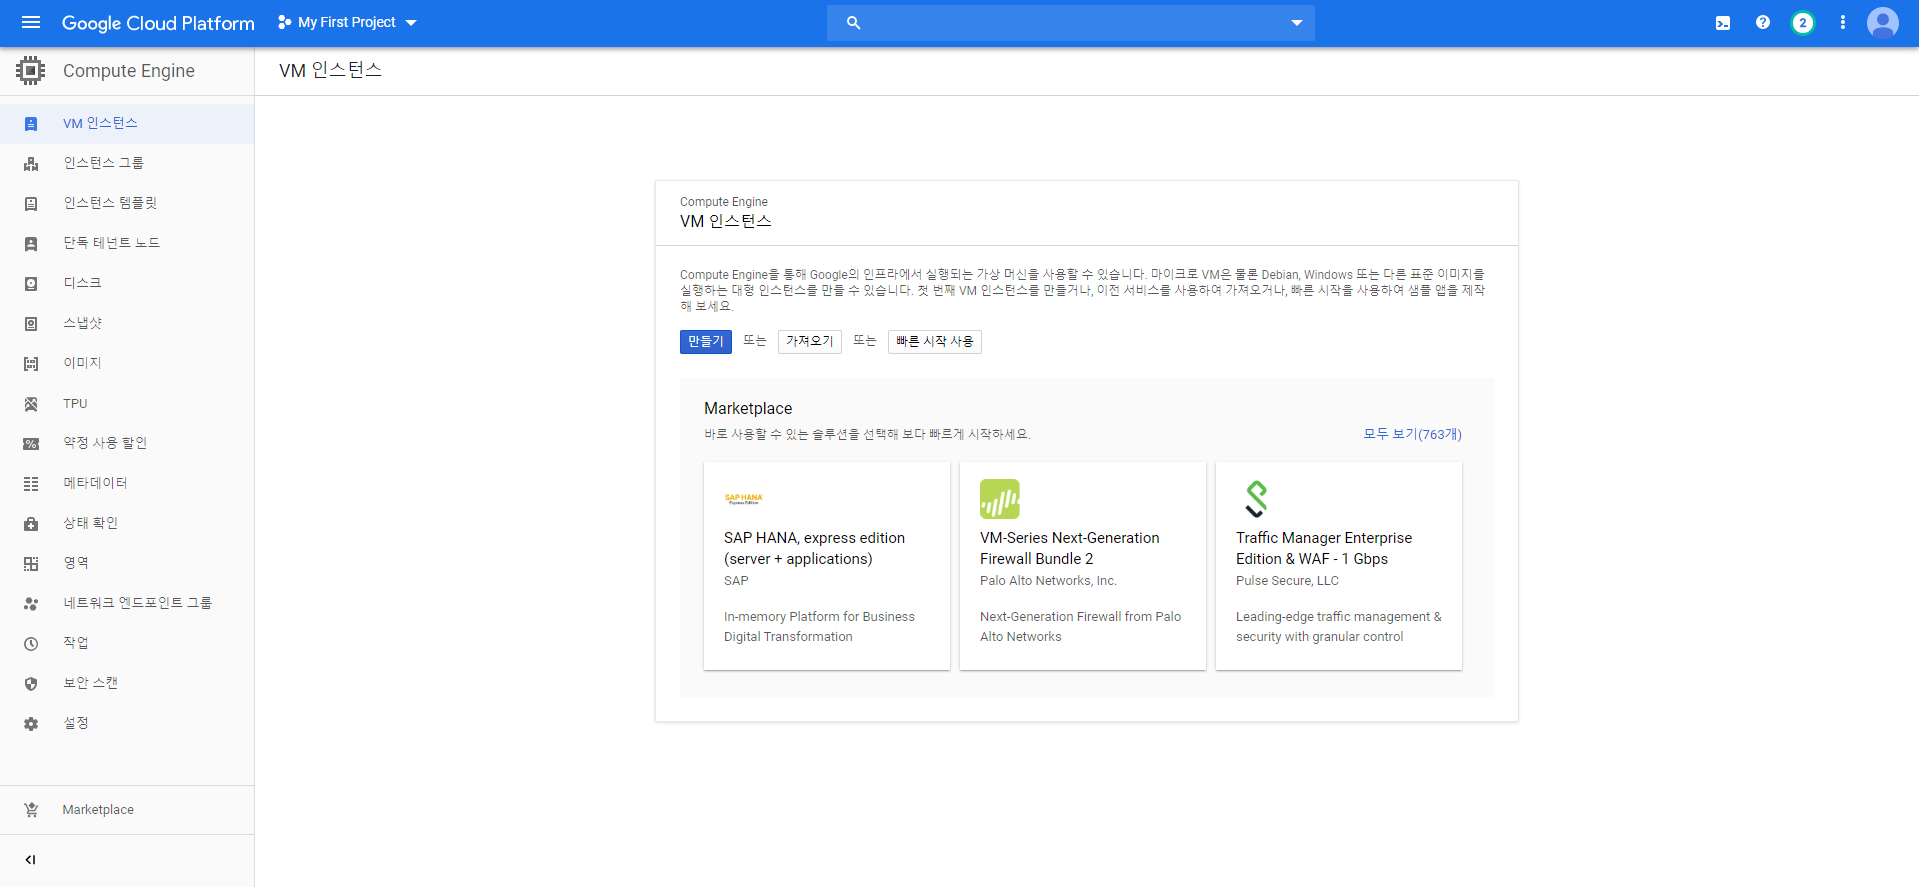 Google Cloud Platform
My First Project
2
Compute Engine
VM 인스턴스
VM 인스턴스
인스턴스 그룹
인스턴스 템플릿
단독 테넌트 노드
디스크
스냅샷
이미지
TPU
약정 사용 할인
메타데이터
상태 확인
영역
네트워크 엔드포인트 그룹
작업
보안 스캔
설정
Marketplace
Compute Engine
VM 인스턴스
Compute Engine을 통해 Google의 인프라에서 실행되는 가상 머신을 사용할 수 있습니다. 마이크로 VM은 물론 Debian, Windows 또는 다른 표준 이미지를
실행하는 대형 인스턴스를 만들 수 있습니다. 첫 번째 VM 인스턴스를 만들거나, 이전 서비스를 사용하여 가져오거나, 빠른 시작을 사용하여 샘플 앱을 제작
해 보세요.
만들기 또는 가져오기 또는 빠른 시작 사용
Marketplace
바로 사용할 수 있는 솔루션을 선택해 보다 빠르게 시작하세요.
모두 보기(763개)
SAP HANA
Express Edition
SAP HANA, express edition
(server + applications)
SAP
In-memory Platform for Business
Digital Transformation
VM-Series Next-Generation
Firewall Bundle 2
Palo Alto Networks, Inc.
Next-Generation Firewall from Palo
Alto Networks
Traffic Manager Enterprise
Edition & WAF - 1 Gbps
Pulse Secure, LLC
Leading-edge traffic management &
security with granular control